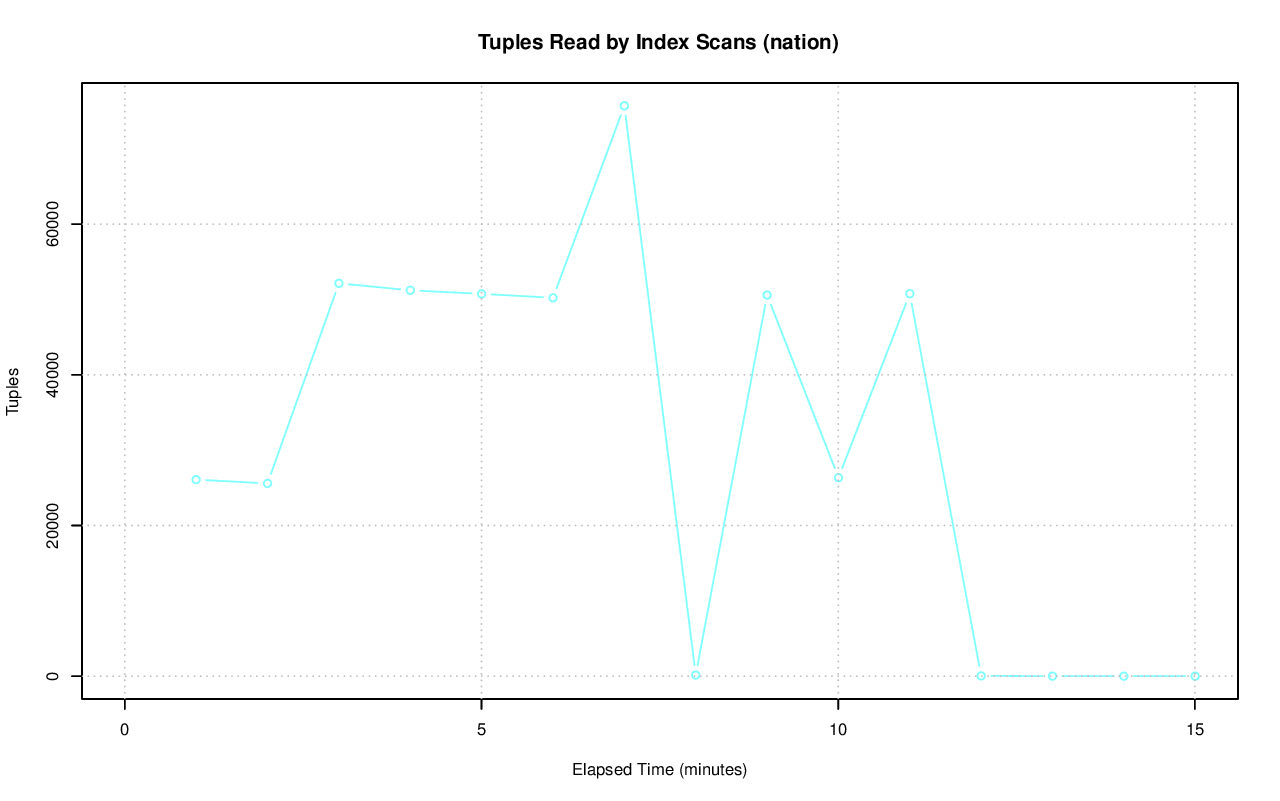 Tuples Read by Index Scans (nation)
Tuples
60000
40000
20000
0
0 5 10 15
Elapsed Time (minutes)